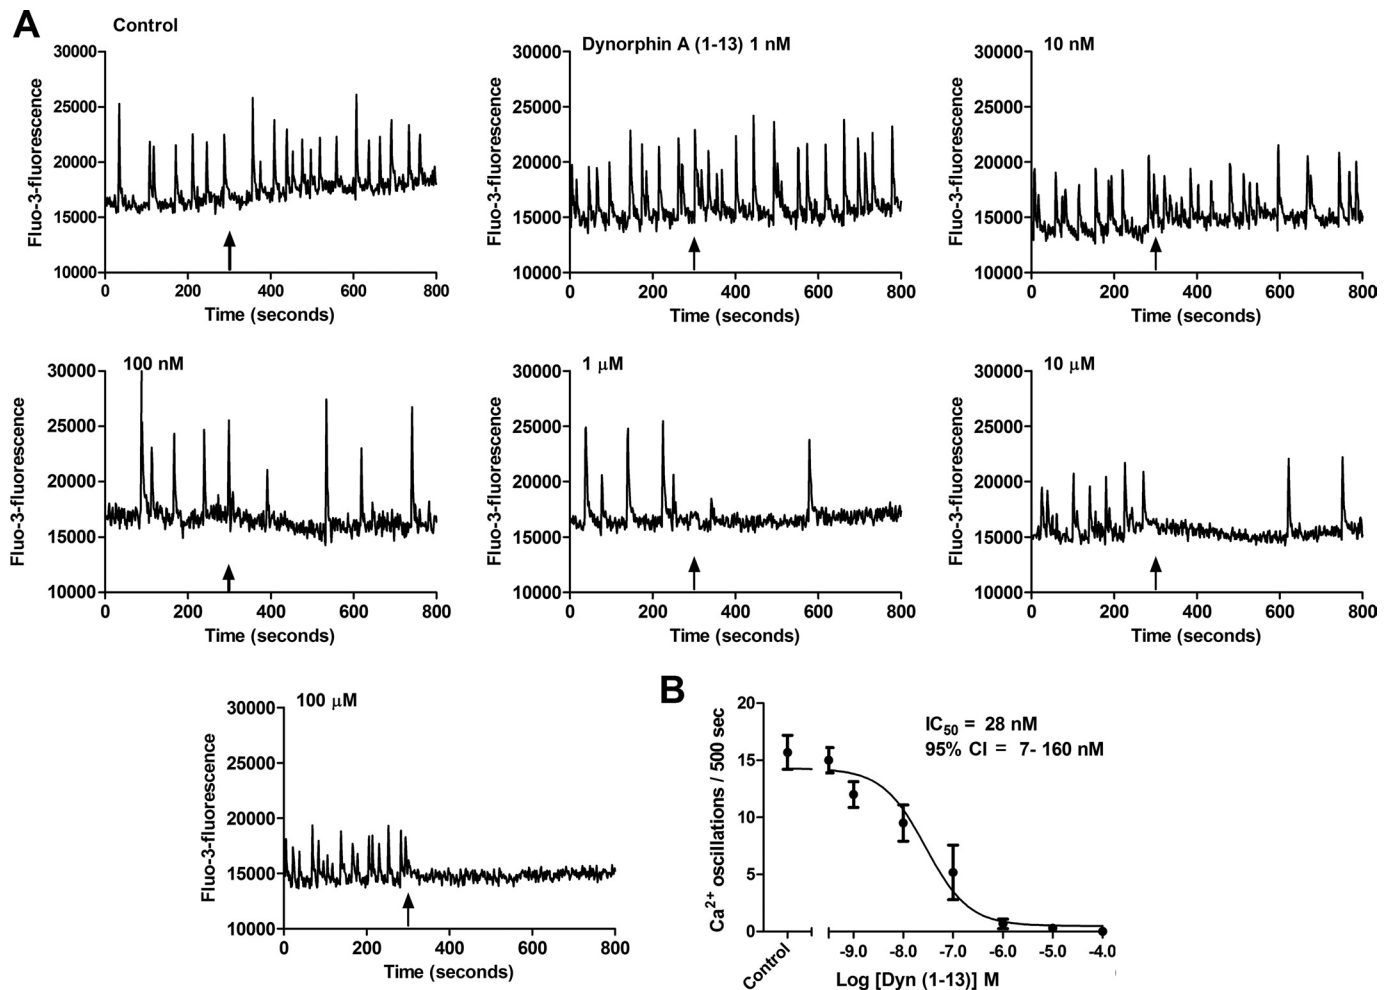 A
Control
Fluo-3-fluorescence
30000
25000
20000
15000
10000
0 200 400 600 800
Time (seconds)
Dynorphin A (1-13) 1 nM
Fluo-3-fluorescence
30000
25000
20000
15000
10000
0 200 400 600 800
Time (seconds)
10 nM
Fluo-3-fluorescence
30000
25000
20000
15000
10000
0 200 400 600 800
Time (seconds)
100 nM
Fluo-3-fluorescence
30000
25000
20000
15000
10000
0 200 400 600 800
Time (seconds)
1 μM
Fluo-3-fluorescence
30000
25000
20000
15000
10000
0 200 400 600 800
Time (seconds)
10 μM
Fluo-3-fluorescence
30000
25000
20000
15000
10000
0 200 400 600 800
Time (seconds)
100 μM
Fluo-3-fluorescence
30000
25000
20000
15000
10000
0 200 400 600 800
Time (seconds)
B
Ca2+ oscillations / 500 sec
20
15
10
5
0
IC50 = 28 nM
95% CI = 7- 160 nM
Control -9.0 -8.0 -7.0 -6.0 -5.0 -4.0
Log [Dyn (1-13)] M